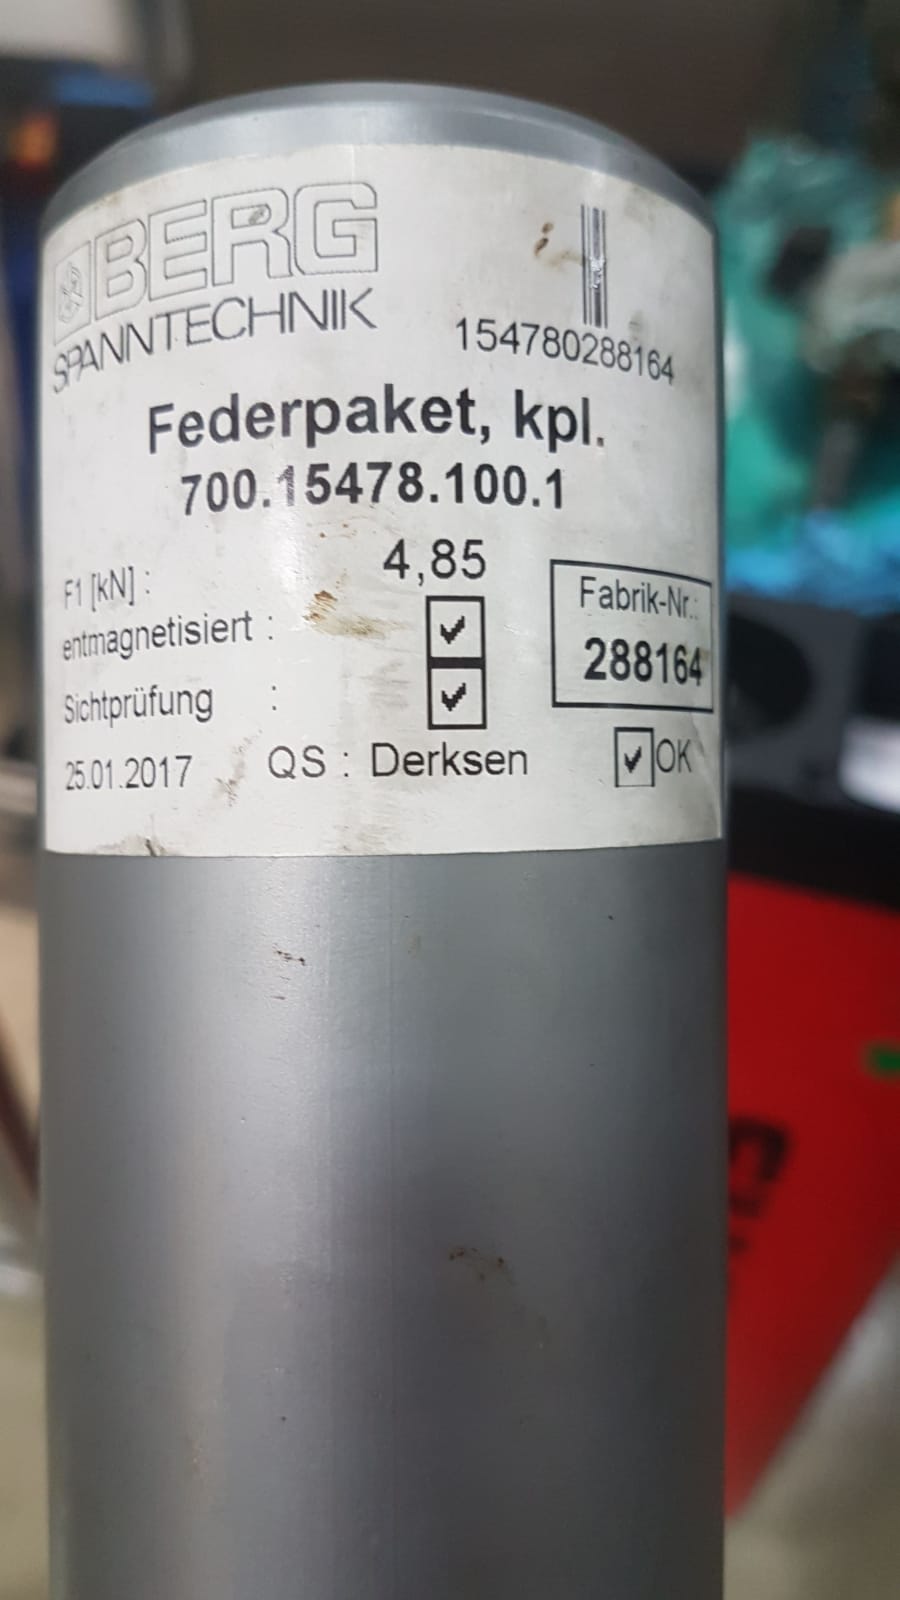 BERG
SPANNTECHNIK
154780288164
Federpaket, kpl.
700.15478.100.1
F1 [kN] : 4,85
entmagnetisiert :
Sichtprüfung :
Fabrik-Nr.:
288164
25.01.2017 QS : Derksen OK